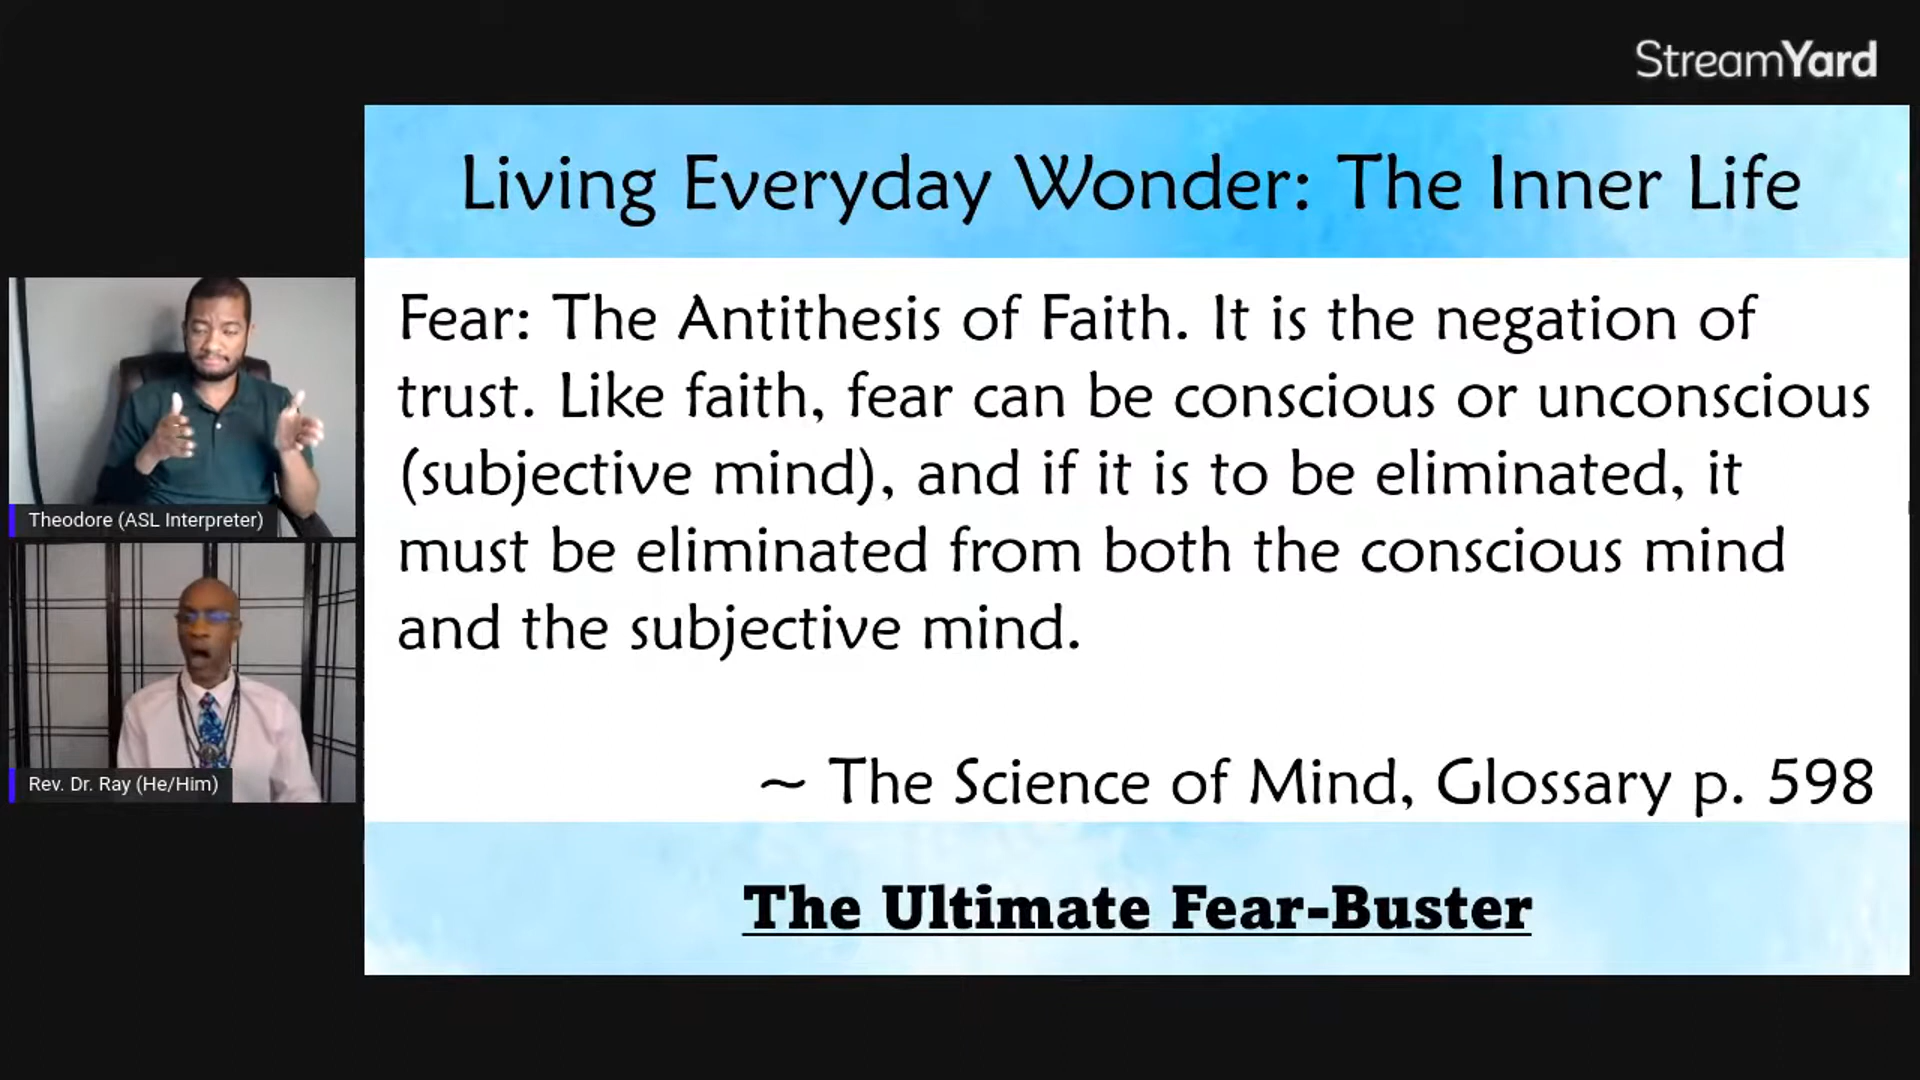 StreamYard
Living Everyday Wonder: The Inner Life
Fear: The Antithesis of Faith. It is the negation of
trust. Like faith, fear can be conscious or unconscious
(subjective mind), and if it is to be eliminated, it
must be eliminated from both the conscious mind
and the subjective mind.
~ The Science of Mind, Glossary p. 598
The Ultimate Fear-Buster
Theodore (ASL Interpreter)
Rev. Dr. Ray (He/Him)